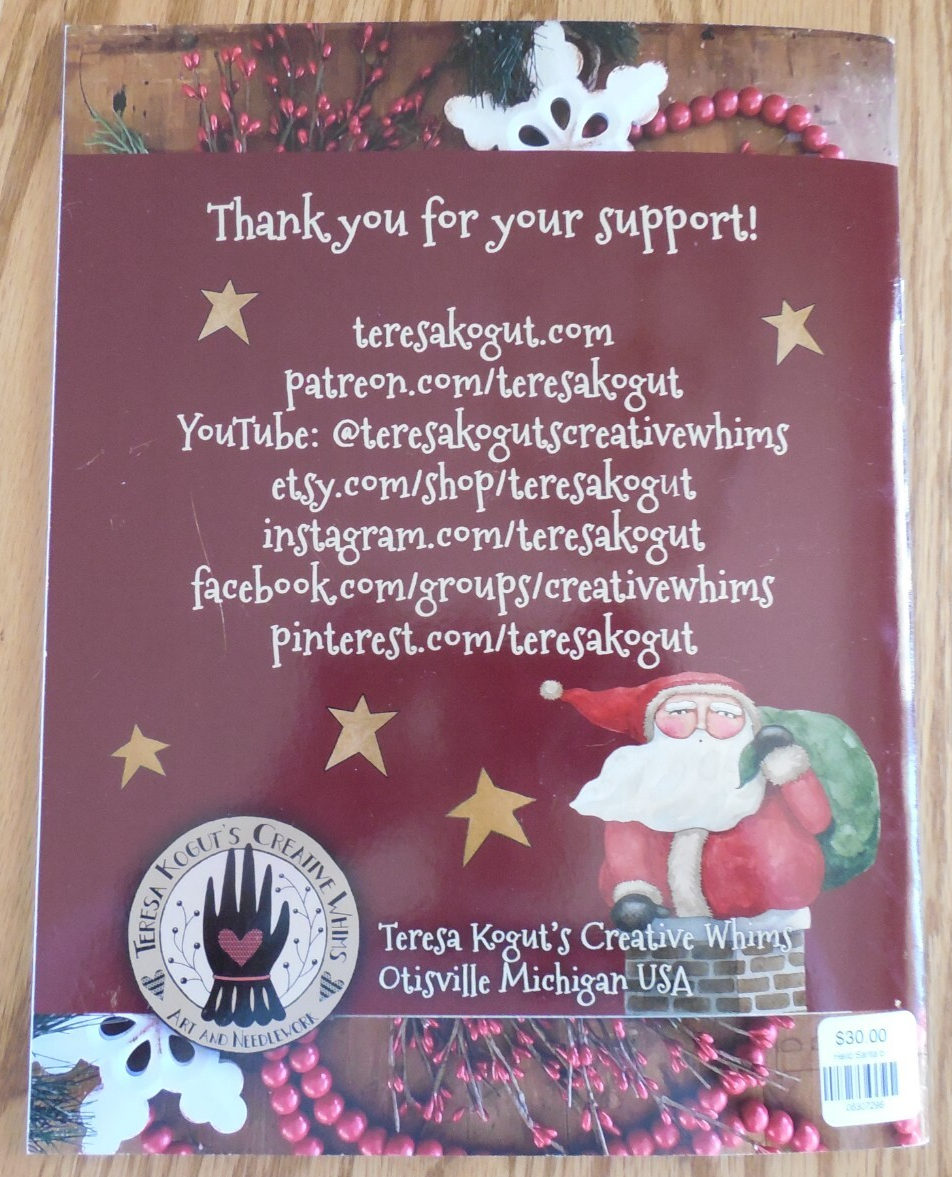 Thank you for your support!
teresakogut.com
patreon.com/teresakogut
YouTube: @teresakogutscreativewhims
etsy.com/shop/teresakogut
instagram.com/teresakogut
facebook.com/groups/creativewhims
pinterest.com/teresakogut
TERESA KOGUT'S CREATIVE WHIMS
ART AND NEEDLEWORK
Teresa Kogut's Creative Whims
Otisville Michigan USA
$30.00